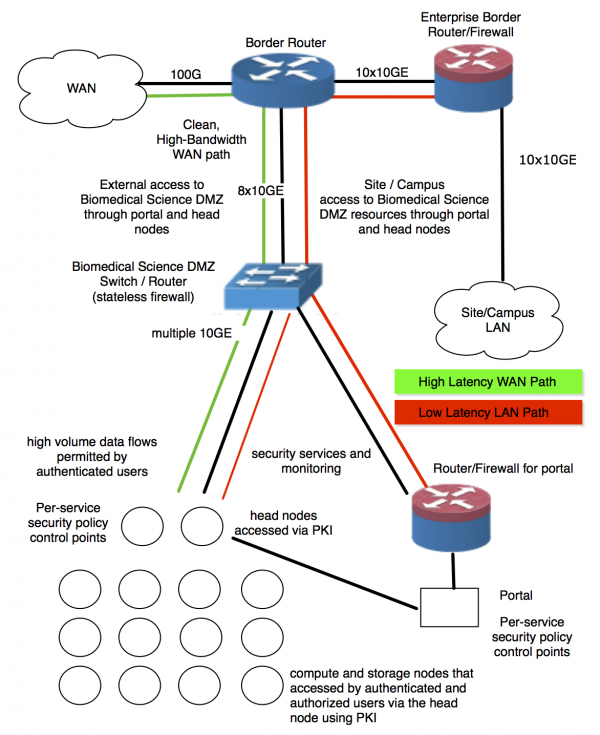 Enterprise Border
Router/Firewall
Border Router
WAN
100G
10x10GE
Clean,
High-Bandwidth
WAN path
10x10GE
External access to
Biomedical Science DMZ
through portal and head
nodes
8x10GE
Site / Campus
access to Biomedical Science
DMZ resources through portal
and head nodes
Biomedical Science DMZ
Switch / Router
(stateless firewall)
Site/Campus
LAN
multiple 10GE
High Latency WAN Path
Low Latency LAN Path
high volume data flows
permitted by
authenticated users
security services and
monitoring
Router/Firewall for portal
Per-service
security policy
control points
head nodes
accessed via PKI
Portal
Per-service
security policy
control points
compute and storage nodes that
accessed by authenticated and
authorized users via the head
node using PKI